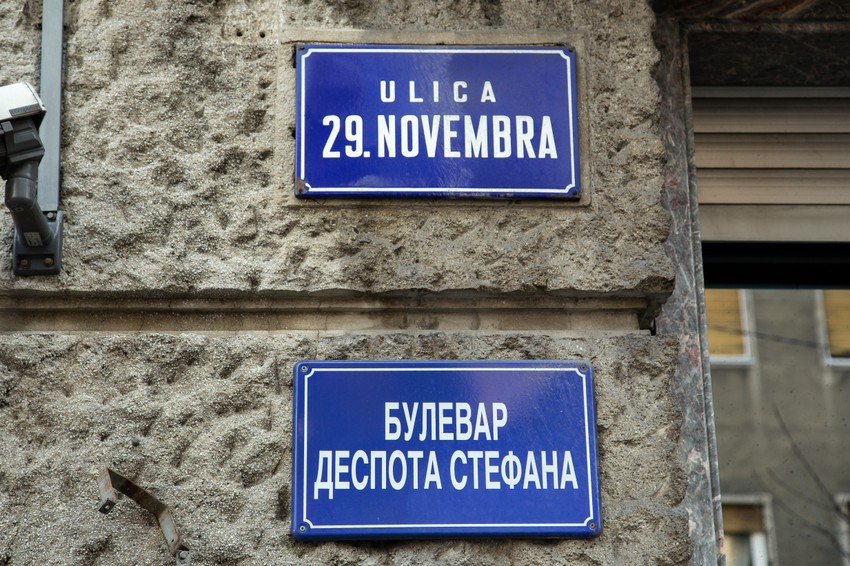 ULICA
29. NOVEMBRA
БУЛЕВАР
ДЕСПОТА СТЕФАНА